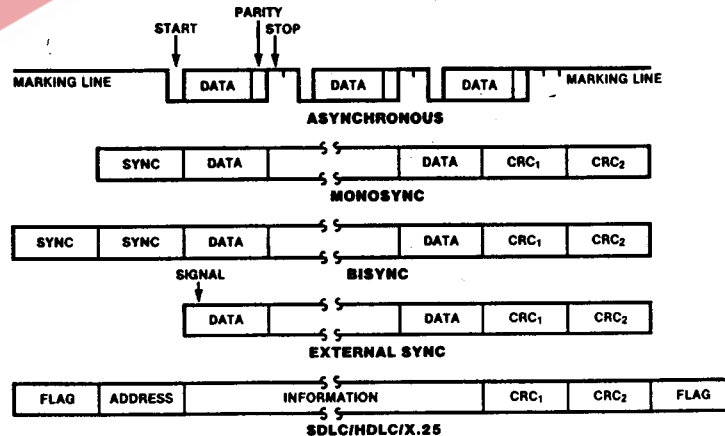 PARITY
START STOP
MARKING LINE DATA DATA DATA MARKING LINE
ASYNCHRONOUS
SYNC DATA DATA CRC₁ CRC₂
MONOSYNC
SYNC SYNC DATA DATA CRC₁ CRC₂
BISYNC
SIGNAL
DATA DATA CRC₁ CRC₂
EXTERNAL SYNC
FLAG ADDRESS INFORMATION CRC₁ CRC₂ FLAG
SDLC/HDLC/X.25